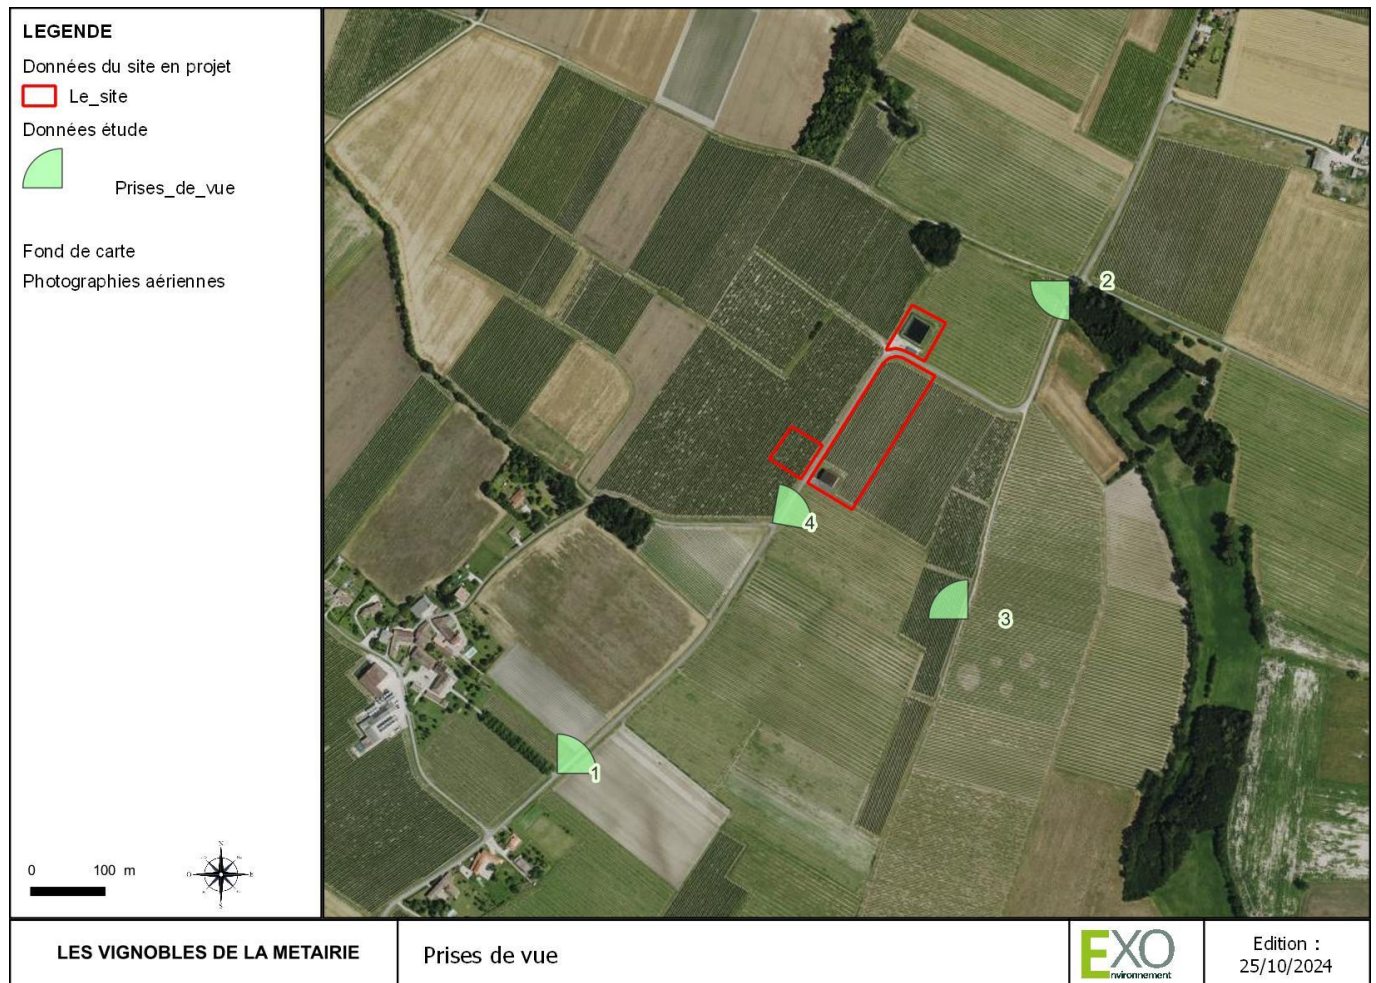 LEGENDE
Données du site en projet
Le_site
Données étude
Prises_de_vue
Fond de carte
Photographies aériennes
0 100 m
N
O E
S
2
4
3
1
LES VIGNOBLES DE LA METAIRIE
Prises de vue
EXO
nvironnement
Edition :
25/10/2024